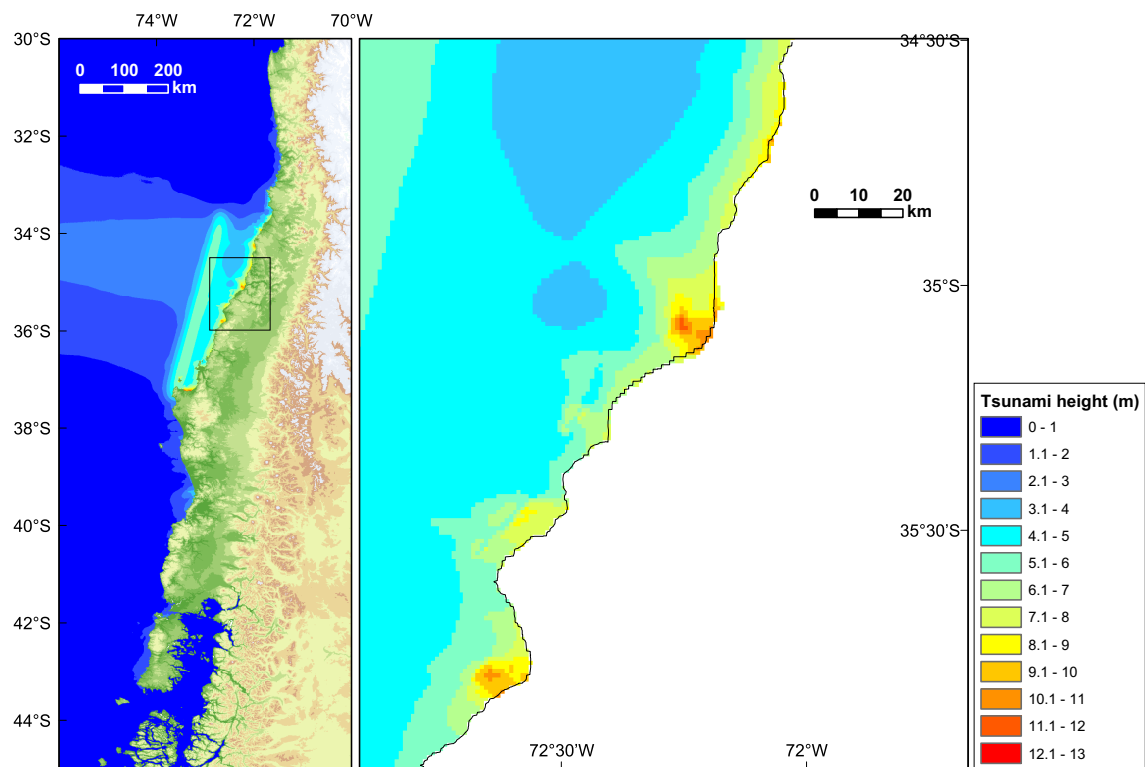 74°W 72°W 70°W
30°S
32°S
34°S
36°S
38°S
40°S
42°S
44°S
0 100 200
km
34°30'S
35°S
35°30'S
0 10 20
km
72°30'W 72°W
Tsunami height (m)
0 - 1
1.1 - 2
2.1 - 3
3.1 - 4
4.1 - 5
5.1 - 6
6.1 - 7
7.1 - 8
8.1 - 9
9.1 - 10
10.1 - 11
11.1 - 12
12.1 - 13